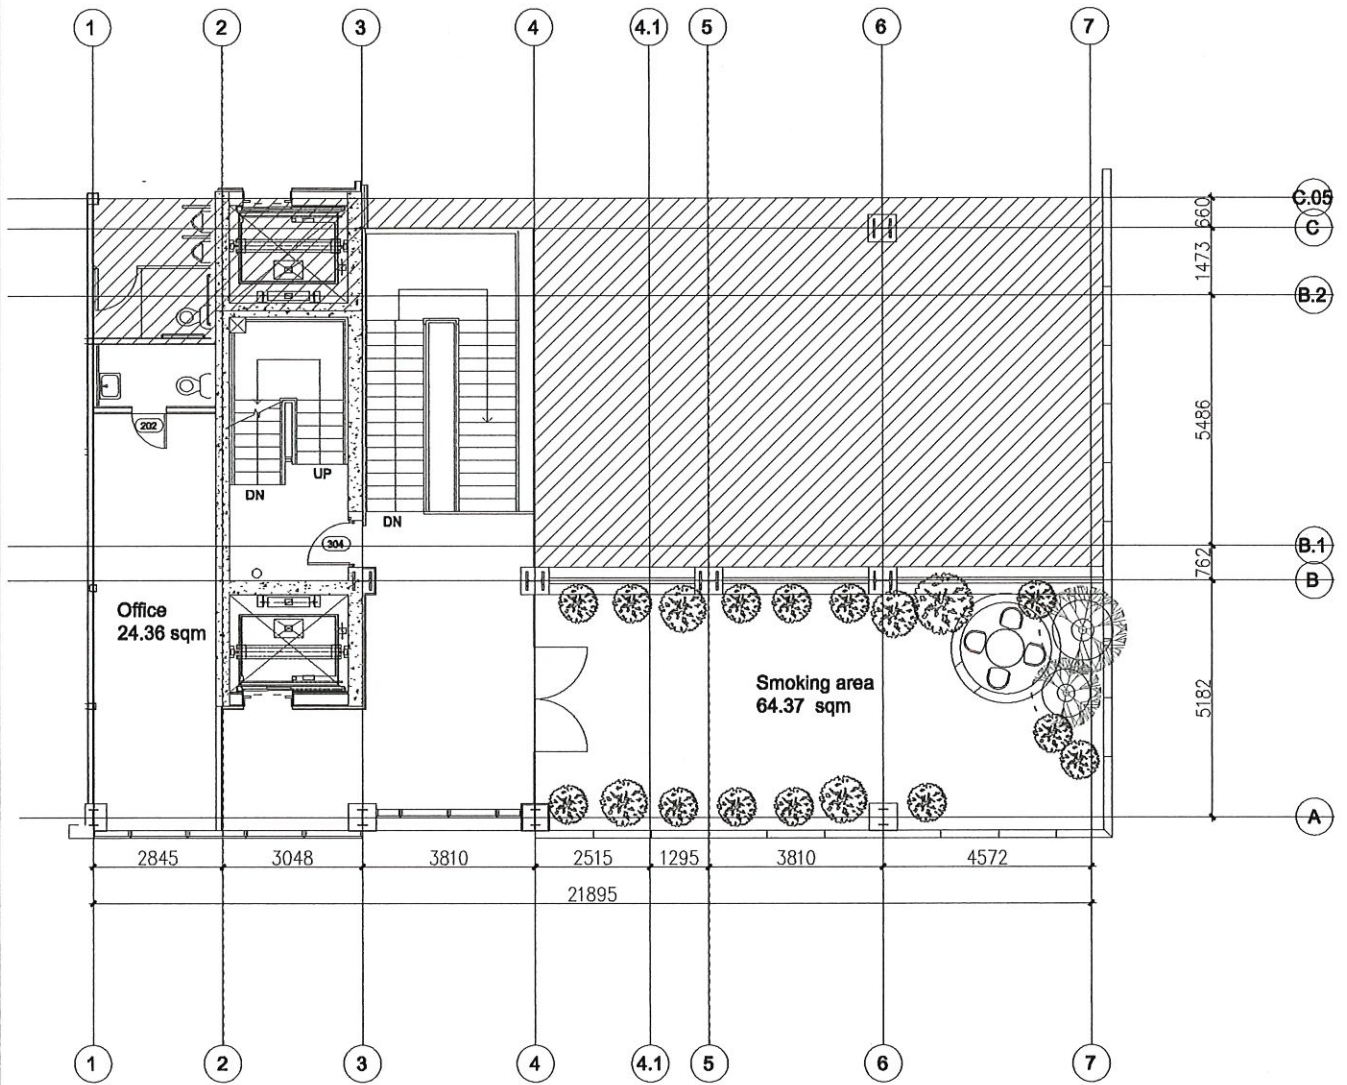 1 2 3 4 4.1 5 6 7
C.05
660
C
1473
B.2
5486
202
UP
DN
DN
304
B.1
762
B
Office
24.36 sqm
Smoking area
64.37 sqm
5182
A
2845 3048 3810 2515 1295 3810 4572
21895
1 2 3 4 4.1 5 6 7